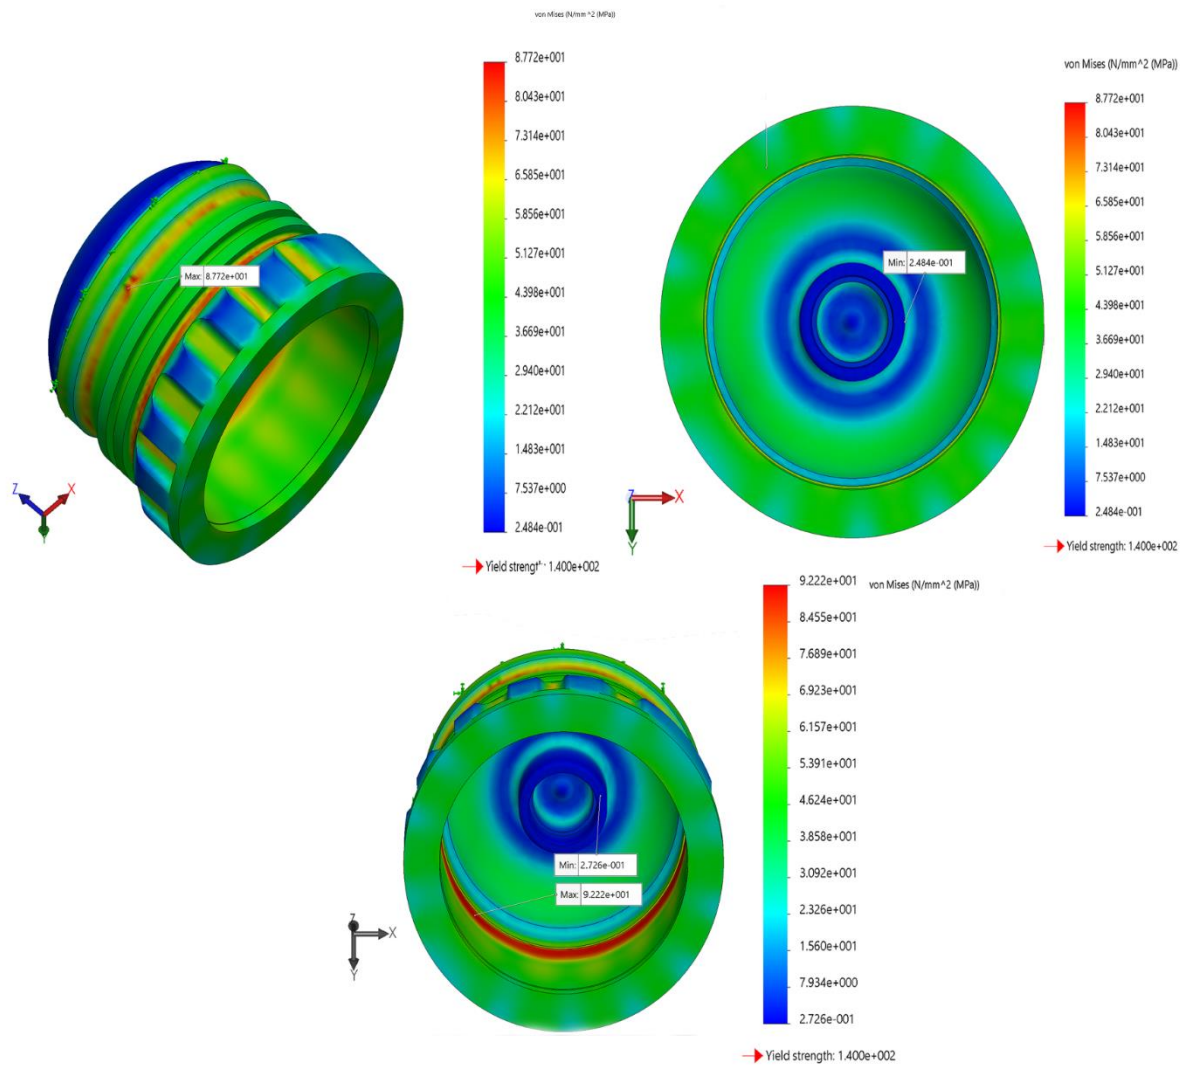 von Mises (N/mm^2 (MPa))
8.772e+001
8.043e+001
7.314e+001
6.585e+001
5.856e+001
5.127e+001
4.398e+001
3.669e+001
2.940e+001
2.212e+001
1.483e+001
7.537e+000
2.484e-001
Yield strengt 1.400e+002
Max: 8.772e+001
Z
X
Y
von Mises (N/mm^2 (MPa))
8.772e+001
8.043e+001
7.314e+001
6.585e+001
5.856e+001
5.127e+001
4.398e+001
3.669e+001
2.940e+001
2.212e+001
1.483e+001
7.537e+000
2.484e-001
Yield strength: 1.400e+002
Min: 2.484e-001
Z
X
Y
von Mises (N/mm^2 (MPa))
9.222e+001
8.455e+001
7.689e+001
6.923e+001
6.157e+001
5.391e+001
4.624e+001
3.858e+001
3.092e+001
2.326e+001
1.560e+001
7.934e+000
2.726e-001
Yield strength: 1.400e+002
Min: 2.726e-001
Max: 9.222e+001
Z
X
Y